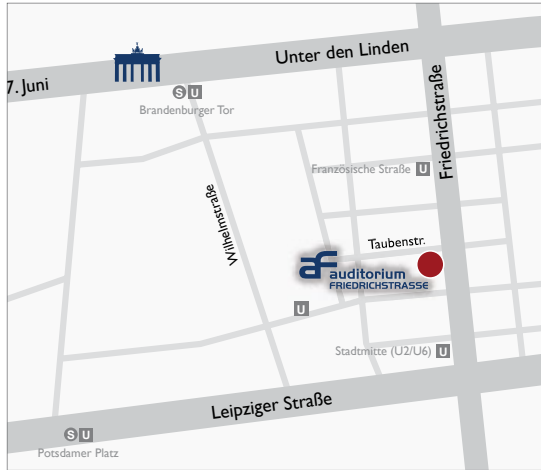 Unter den Linden
7. Juni
S U
Brandenburger Tor
Friedrichstraße
Französische Straße U
Wilhelmstraße
Taubenstr.
af
auditorium
FRIEDRICHSTRASSE
U
Stadtmitte (U2/U6) U
Leipziger Straße
S U
Potsdamer Platz